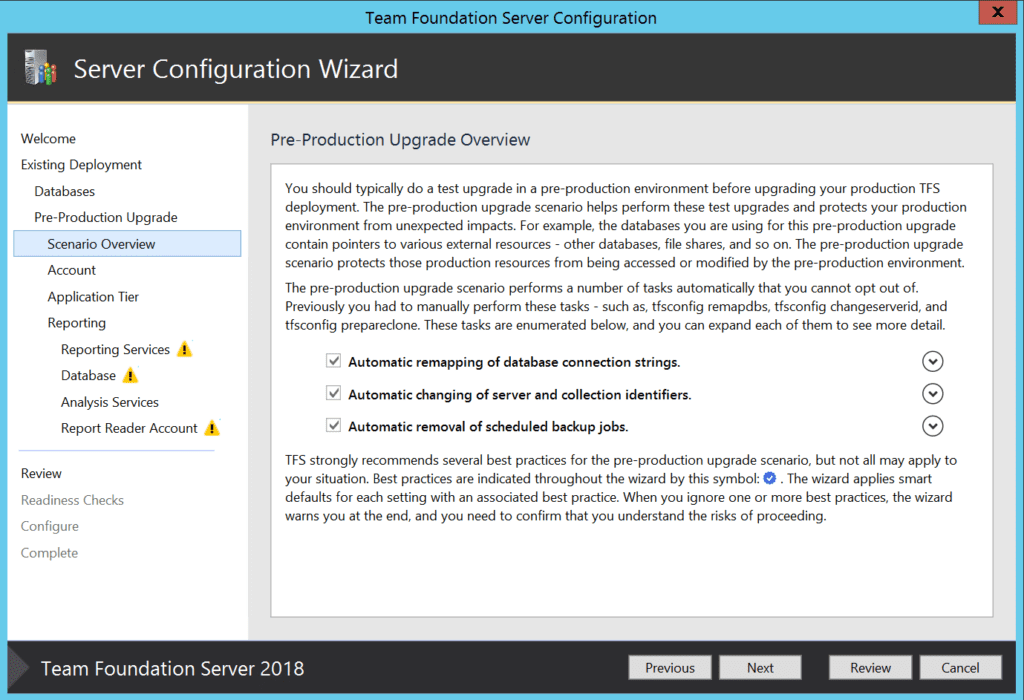 Team Foundation Server Configuration
x
Server Configuration Wizard
Welcome
Existing Deployment
Databases
Pre-Production Upgrade
Scenario Overview
Account
Application Tier
Reporting
Reporting Services
Database
Analysis Services
Report Reader Account
Review
Readiness Checks
Configure
Complete
Pre-Production Upgrade Overview
You should typically do a test upgrade in a pre-production environment before upgrading your production TFS
deployment. The pre-production upgrade scenario helps perform these test upgrades and protects your production
environment from unexpected impacts. For example, the databases you are using for this pre-production upgrade
contain pointers to various external resources - other databases, file shares, and so on. The pre-production upgrade
scenario protects those production resources from being accessed or modified by the pre-production environment.
The pre-production upgrade scenario performs a number of tasks automatically that you cannot opt out of.
Previously you had to manually perform these tasks - such as, tfsconfig remapdbs, tfsconfig changeserverid, and
tfsconfig prepareclone. These tasks are enumerated below, and you can expand each of them to see more detail.
Automatic remapping of database connection strings.
Automatic changing of server and collection identifiers.
Automatic removal of scheduled backup jobs.
TFS strongly recommends several best practices for the pre-production upgrade scenario, but not all may apply to
your situation. Best practices are indicated throughout the wizard by this symbol: . The wizard applies smart
defaults for each setting with an associated best practice. When you ignore one or more best practices, the wizard
warns you at the end, and you need to confirm that you understand the risks of proceeding.
Team Foundation Server 2018
Previous
Next
Review
Cancel